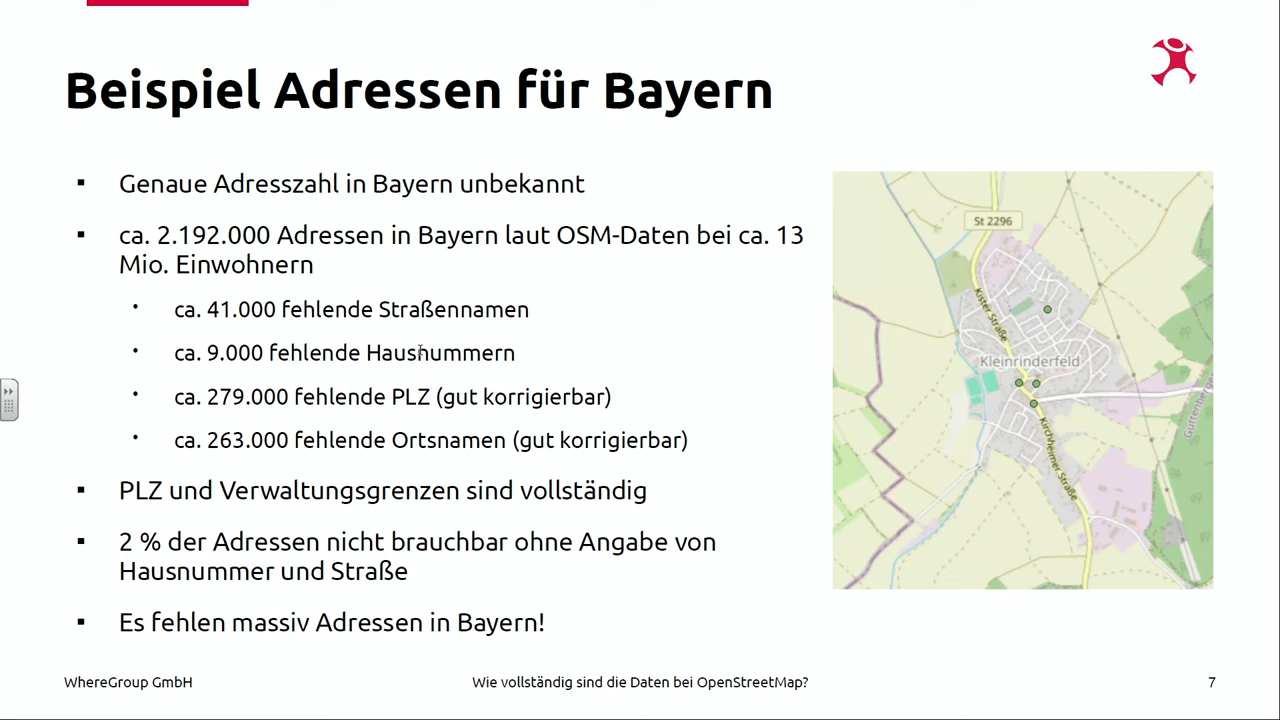 Beispiel Adressen für Bayern
Genaue Adresszahl in Bayern unbekannt
ca. 2.192.000 Adressen in Bayern laut OSM-Daten bei ca. 13
Mio. Einwohnern
ca. 41.000 fehlende Straßennamen
ca. 9.000 fehlende Hausnummern
ca. 279.000 fehlende PLZ (gut korrigierbar)
ca. 263.000 fehlende Ortsnamen (gut korrigierbar)
PLZ und Verwaltungsgrenzen sind vollständig
2 % der Adressen nicht brauchbar ohne Angabe von
Hausnummer und Straße
Es fehlen massiv Adressen in Bayern!
St 2296
Kister Straße
Kleinrinderfeld
Kirchheimer Straße
WhereGroup GmbH
Wie vollständig sind die Daten bei OpenStreetMap?
7